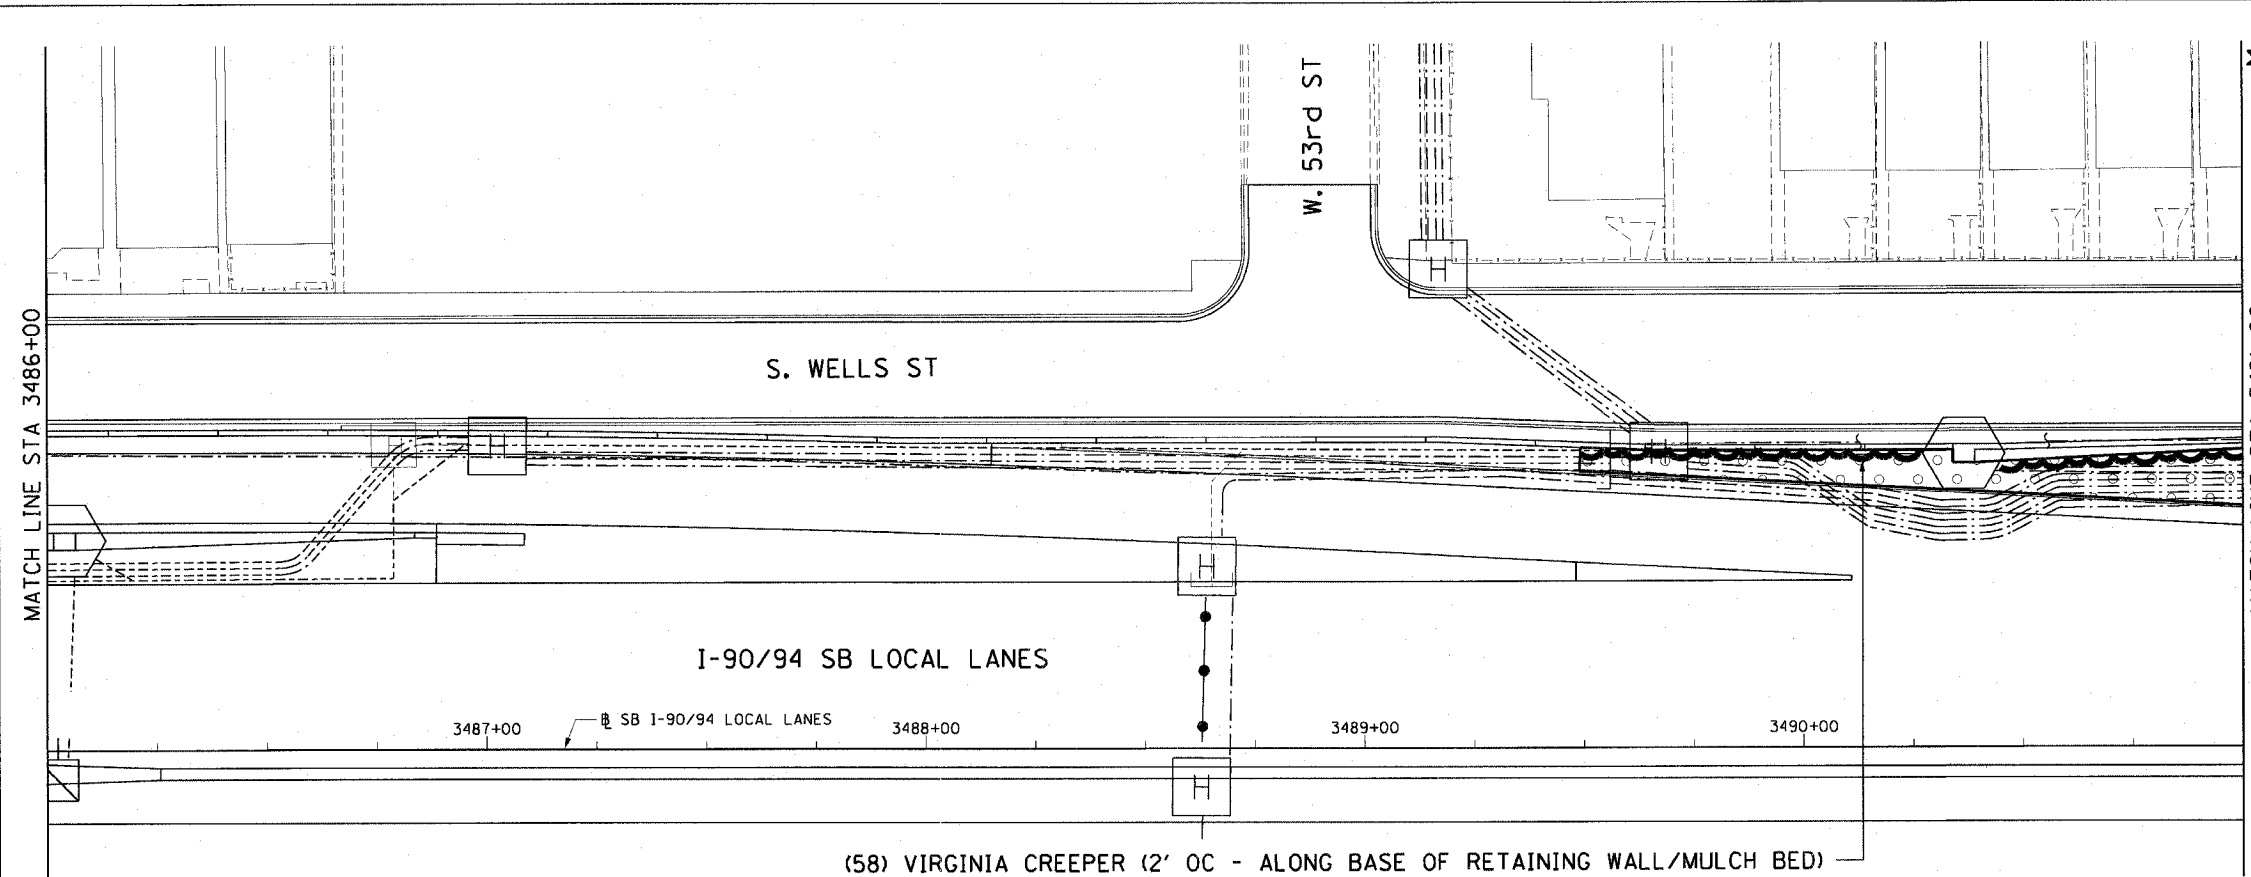 W. 53rd ST
H
S. WELLS ST
MATCH LINE STA 3486+00
H
H
H
I-90/94 SB LOCAL LANES
℄ SB I-90/94 LOCAL LANES
3487+00
3488+00
3489+00
3490+00
H
(58) VIRGINIA CREEPER (2' OC - ALONG BASE OF RETAINING WALL/MULCH BED)